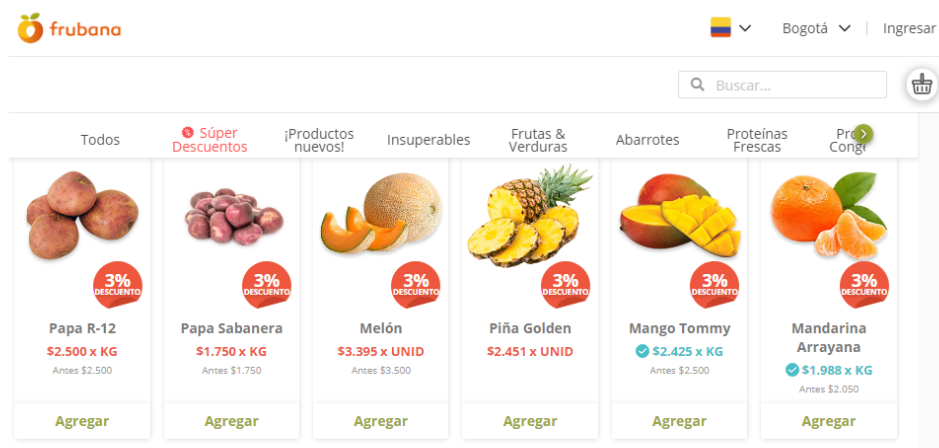 frubana
Bogotá
Ingresar
Buscar...
Todos
Súper
Descuentos
¡Productos
nuevos!
Insuperables
Frutas &
Verduras
Abarrotes
Proteínas
Frescas
3%
DESCUENTO
3%
DESCUENTO
3%
DESCUENTO
3%
DESCUENTO
3%
DESCUENTO
3%
DESCUENTO
Papa R-12
$2.500 x KG
Antes $2.500
Agregar
Papa Sabanera
$1.750 x KG
Antes $1.750
Agregar
Melón
$3.395 x UNID
Antes $3.500
Agregar
Piña Golden
$2.451 x UNID
Agregar
Mango Tommy
$2.425 x KG
Antes $2.500
Agregar
Mandarina
Arrayana
$1.988 x KG
Antes $2.050
Agregar